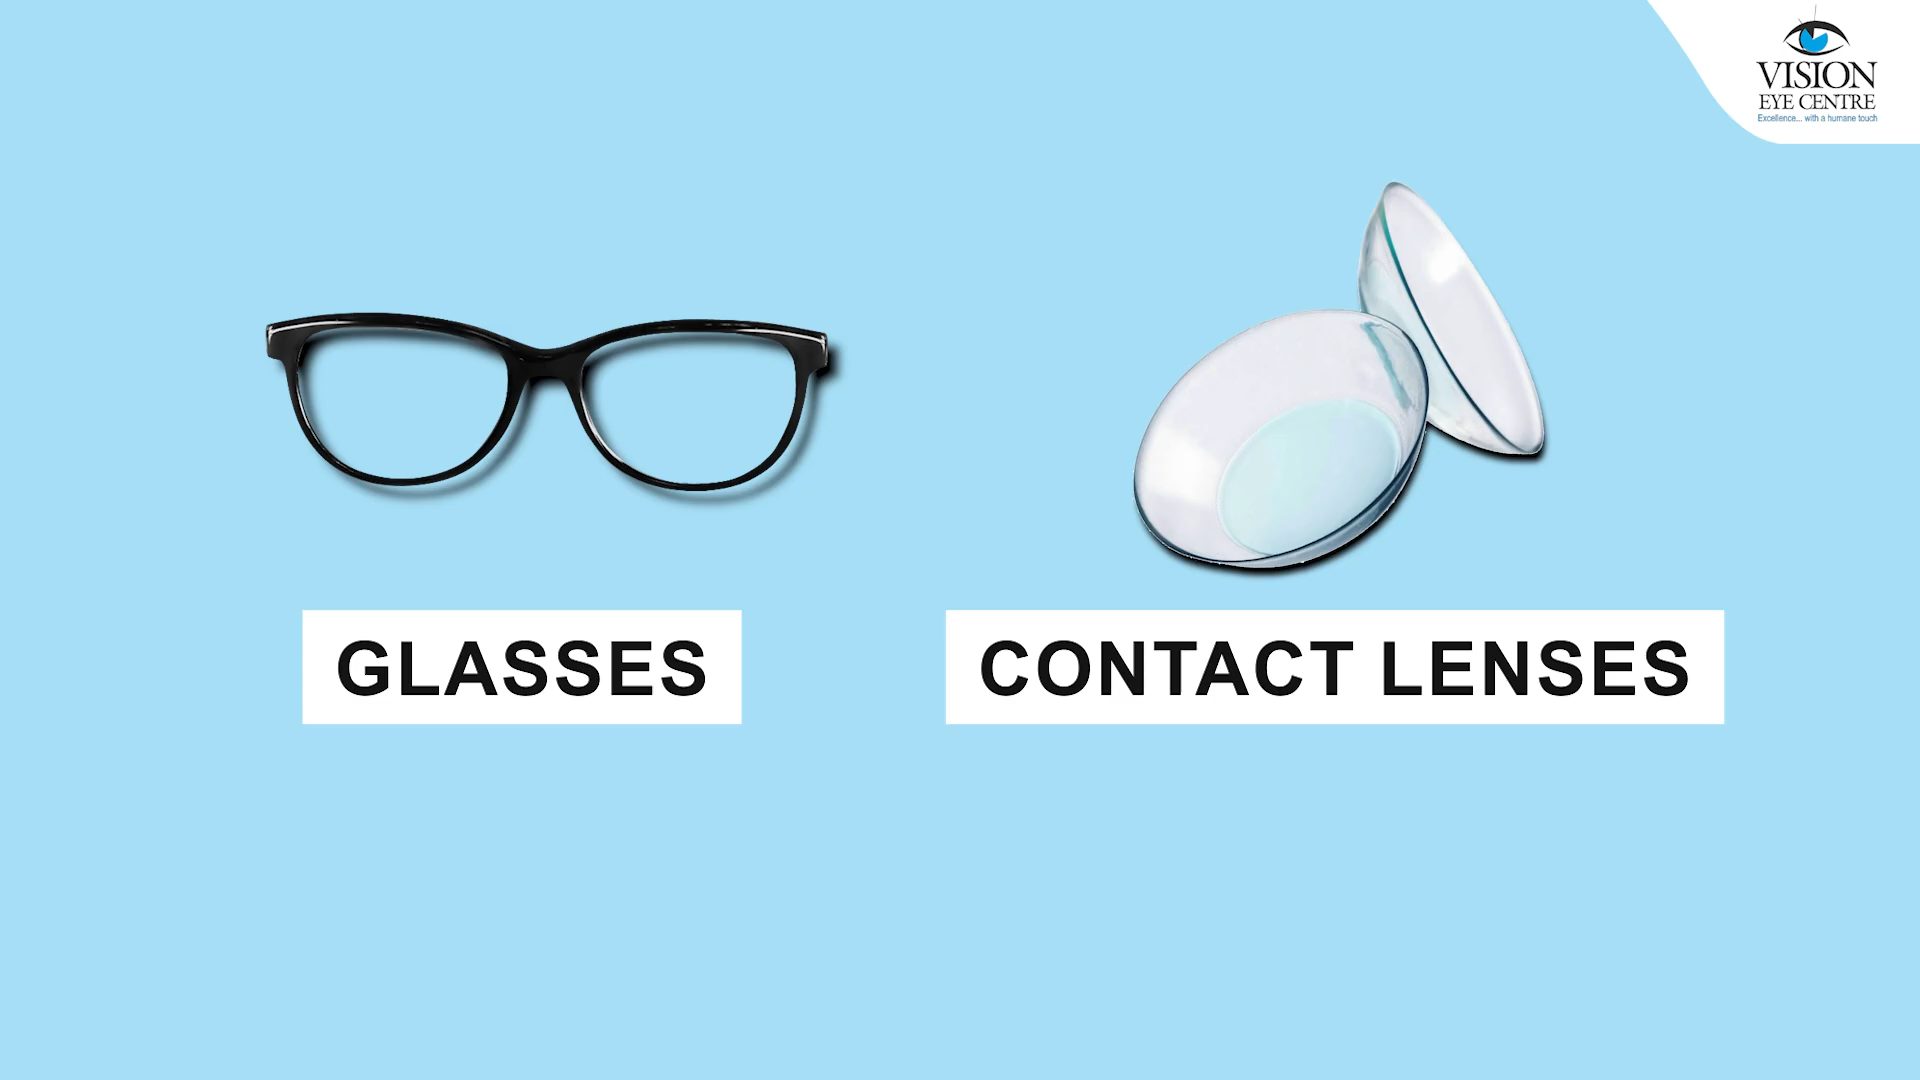 VISION
EYE CENTRE
Excellence... with a humane touch
GLASSES
CONTACT LENSES